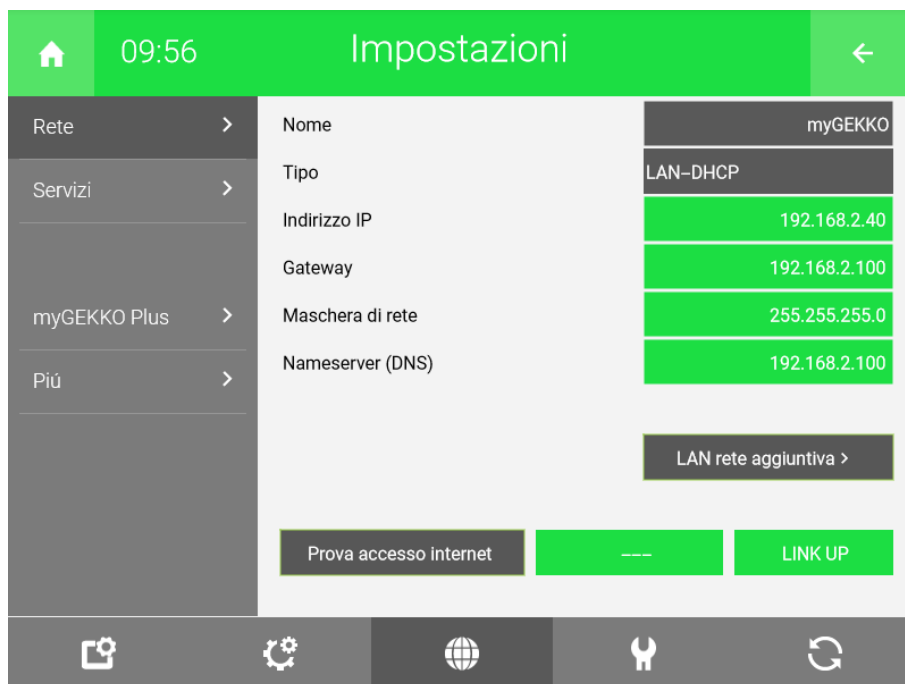 09:56
Impostazioni
Rete
Servizi
myGEKKO Plus
Piú
Nome
myGEKKO
Tipo
LAN–DHCP
Indirizzo IP
192.168.2.40
Gateway
192.168.2.100
Maschera di rete
255.255.255.0
Nameserver (DNS)
192.168.2.100
LAN rete aggiuntiva >
Prova accesso internet
–––
LINK UP